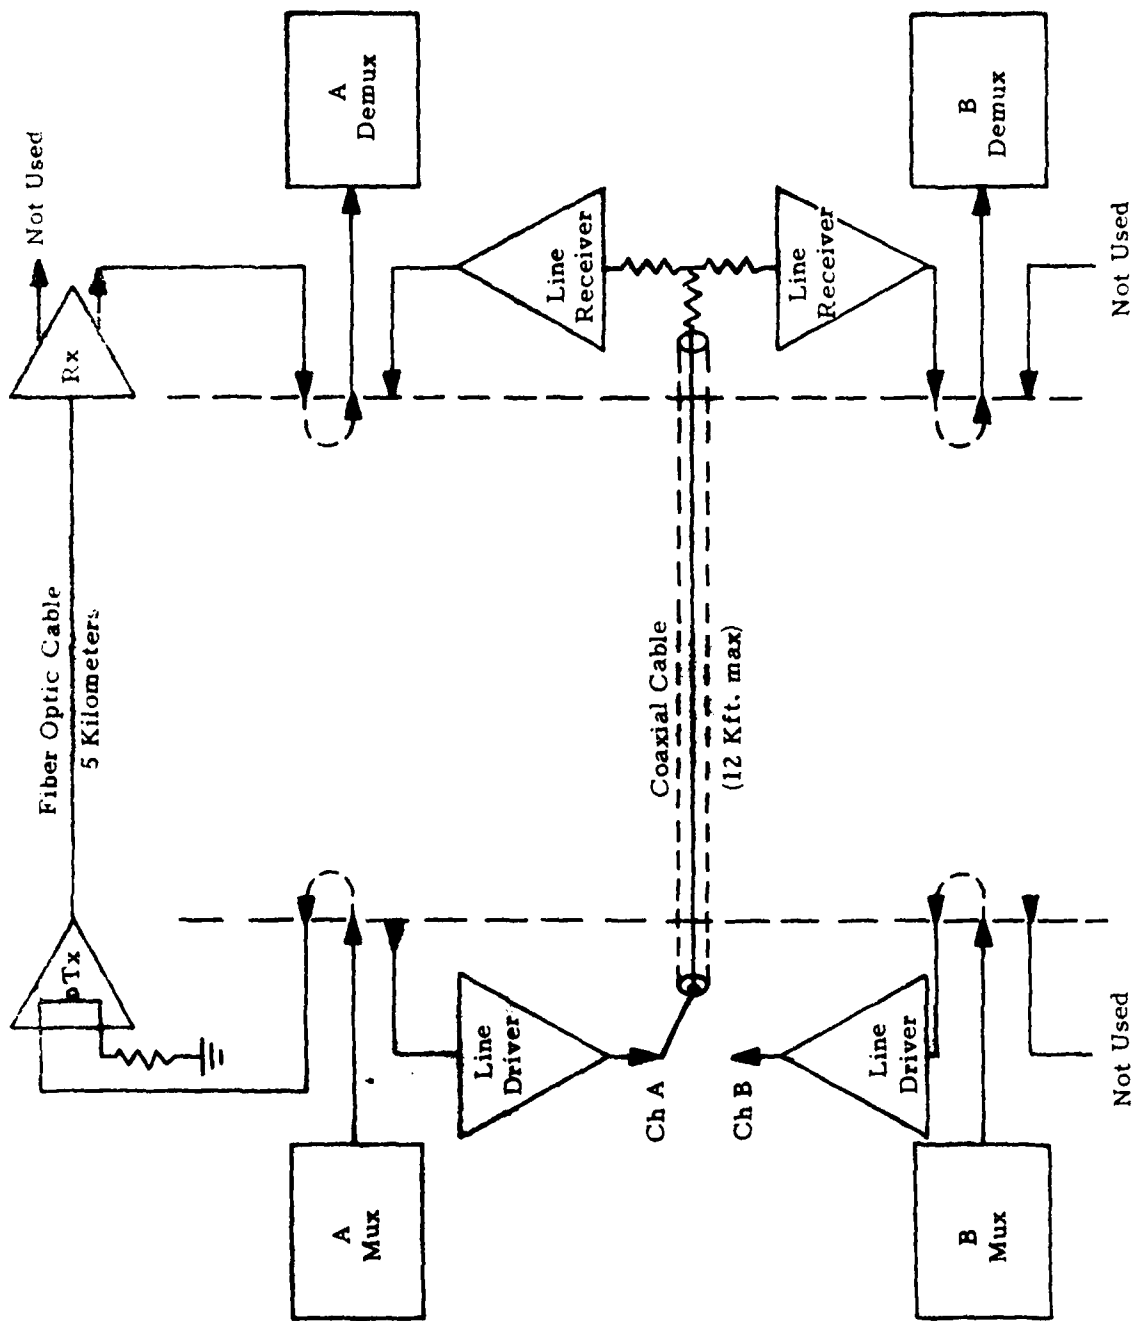 Fiber Optic Cable
5 Kilometers
Tx
Rx
Not Used
A
Mux
A
Demux
Line
Driver
Line
Receiver
Ch A
Ch B
Coaxial Cable
(12 Kft. max)
Line
Driver
Line
Receiver
B
Mux
B
Demux
Not Used
Not Used